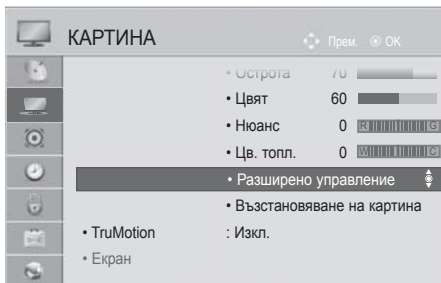 КАРТИНА
Прем. OK
• Острота 70
• Цвят 60
• Нюанс 0 R G
• Цв. топл. 0 W C
• Разширено управление
• Възстановяване на картина
• TruMotion : Изкл.
• Екран